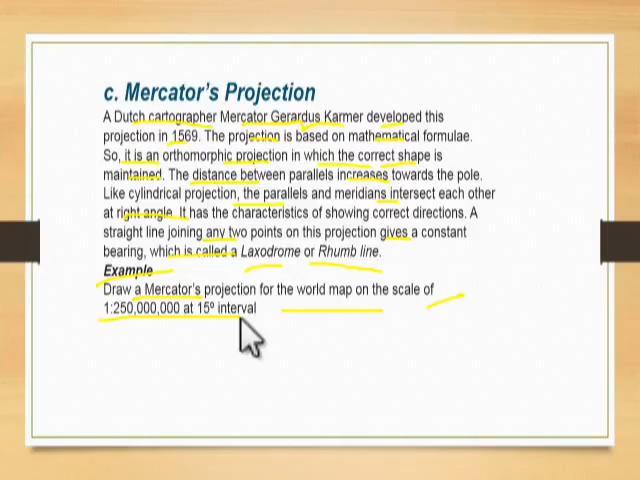 c. Mercator's Projection
A Dutch cartographer Mercator Gerardus Karmer developed this
projection in 1569. The projection is based on mathematical formulae.
So, it is an orthomorphic projection in which the correct shape is
maintained. The distance between parallels increases towards the pole.
Like cylindrical projection, the parallels and meridians intersect each other
at right angle. It has the characteristics of showing correct directions. A
straight line joining any two points on this projection gives a constant
bearing, which is called a Laxodrome or Rhumb line.
Example
Draw a Mercator's projection for the world map on the scale of
1:250,000,000 at 15º interval